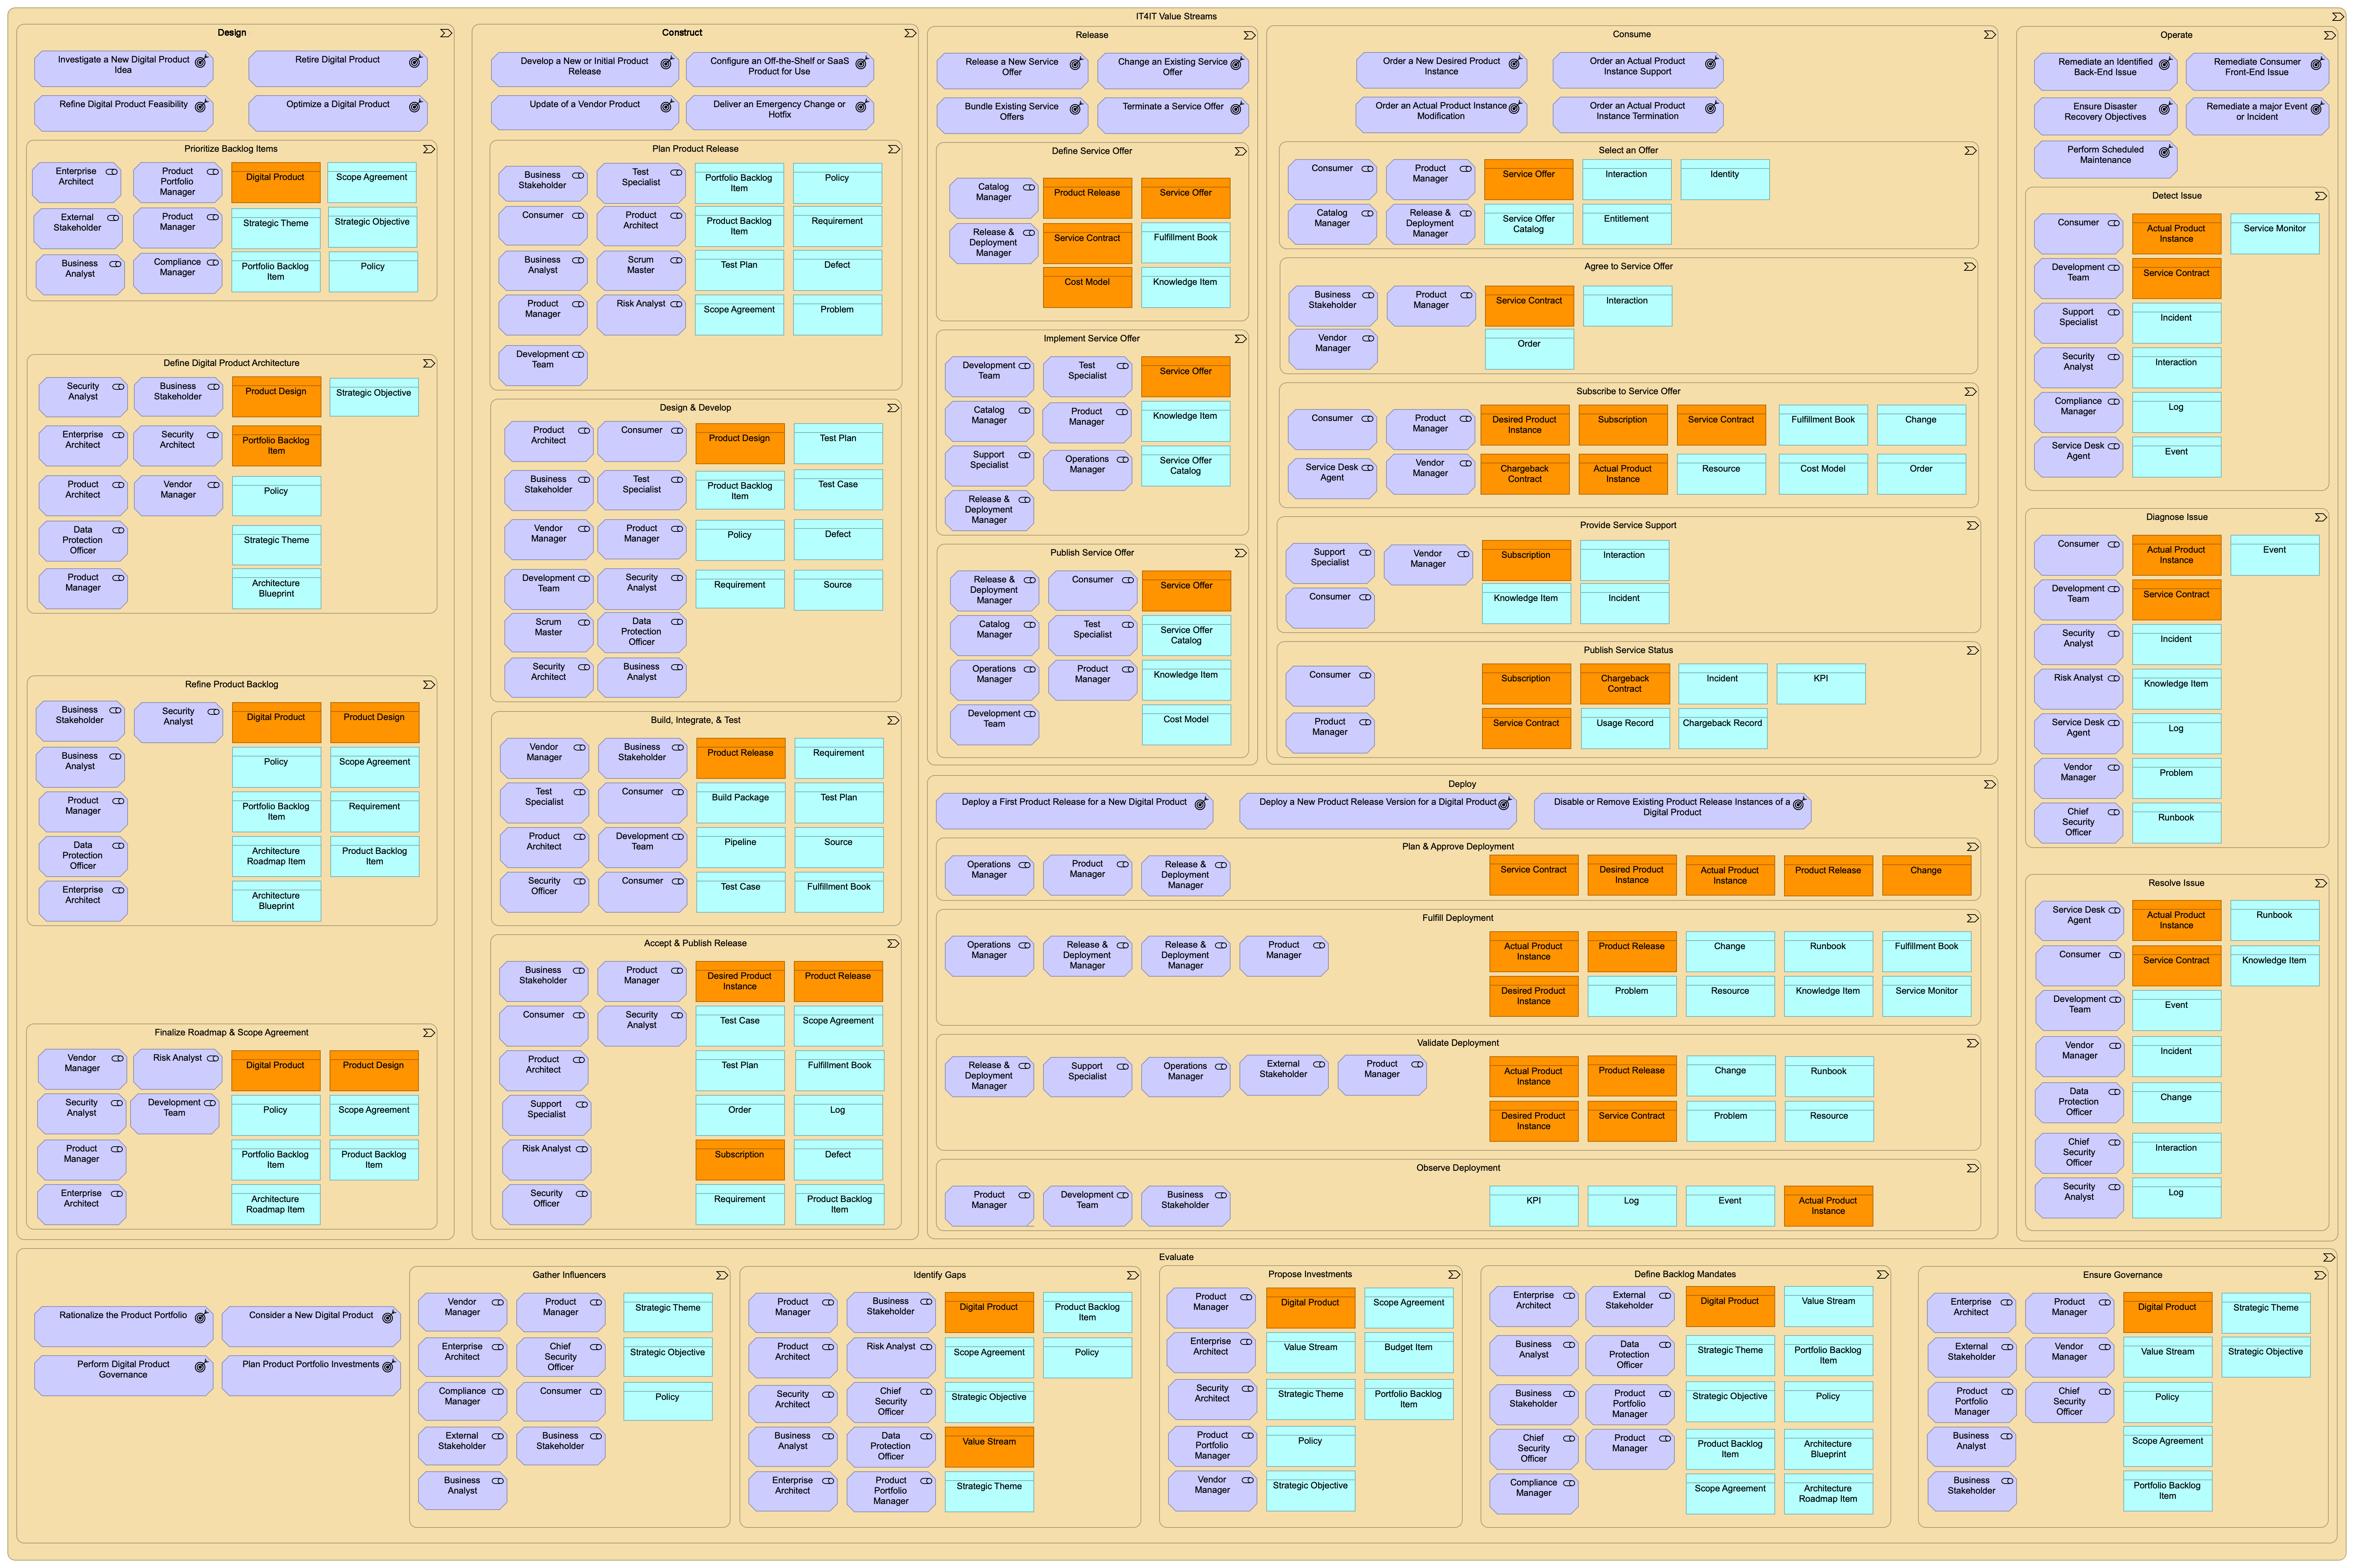 IT4IT Value Streams
Design
Investigate a New Digital Product
Idea
Retire Digital Product
Refine Digital Product Feasibility
Optimize a Digital Product
Prioritize Backlog Items
Enterprise
Architect
Product
Portfolio
Manager
Digital Product
Scope Agreement
External
Stakeholder
Product
Manager
Strategic Theme
Strategic Objective
Business
Analyst
Compliance
Manager
Portfolio Backlog
Item
Policy
Define Digital Product Architecture
Security
Analyst
Business
Stakeholder
Product Design
Strategic Objective
Enterprise
Architect
Security
Architect
Portfolio Backlog
Item
Product
Architect
Vendor
Manager
Policy
Data
Protection
Officer
Strategic Theme
Product
Manager
Architecture
Blueprint
Refine Product Backlog
Business
Stakeholder
Security
Analyst
Digital Product
Product Design
Business
Analyst
Policy
Scope Agreement
Product
Manager
Portfolio Backlog
Item
Requirement
Data
Protection
Officer
Architecture
Roadmap Item
Product Backlog
Item
Enterprise
Architect
Architecture
Blueprint
Finalize Roadmap & Scope Agreement
Vendor
Manager
Risk Analyst
Digital Product
Product Design
Security
Analyst
Development
Team
Policy
Scope Agreement
Product
Manager
Portfolio Backlog
Item
Product Backlog
Item
Enterprise
Architect
Architecture
Roadmap Item
Construct
Develop a New or Initial Product
Release
Configure an Off-the-Shelf or SaaS
Product for Use
Update of a Vendor Product
Deliver an Emergency Change or
Hotfix
Plan Product Release
Business
Stakeholder
Test
Specialist
Portfolio Backlog
Item
Policy
Consumer
Product
Architect
Product Backlog
Item
Requirement
Business
Analyst
Scrum
Master
Test Plan
Defect
Product
Manager
Risk Analyst
Scope Agreement
Problem
Development
Team
Design & Develop
Product
Architect
Consumer
Product Design
Test Plan
Business
Stakeholder
Test
Specialist
Product Backlog
Item
Test Case
Vendor
Manager
Product
Manager
Policy
Defect
Development
Team
Security
Analyst
Requirement
Source
Scrum
Master
Data
Protection
Officer
Security
Architect
Business
Analyst
Build, Integrate, & Test
Vendor
Manager
Business
Stakeholder
Product Release
Requirement
Test
Specialist
Consumer
Build Package
Test Plan
Product
Architect
Development
Team
Pipeline
Source
Security
Officer
Consumer
Test Case
Fulfillment Book
Accept & Publish Release
Business
Stakeholder
Product
Manager
Desired Product
Instance
Product Release
Consumer
Security
Analyst
Test Case
Scope Agreement
Product
Architect
Test Plan
Fulfillment Book
Support
Specialist
Order
Log
Risk Analyst
Subscription
Defect
Security
Officer
Requirement
Product Backlog
Item
Release
Release a New Service
Offer
Change an Existing Service
Offer
Bundle Existing Service
Offers
Terminate a Service Offer
Define Service Offer
Catalog
Manager
Product Release
Service Offer
Release &
Deployment
Manager
Service Contract
Fulfillment Book
Cost Model
Knowledge Item
Implement Service Offer
Development
Team
Test
Specialist
Service Offer
Catalog
Manager
Product
Manager
Knowledge Item
Support
Specialist
Operations
Manager
Service Offer
Catalog
Release &
Deployment
Manager
Publish Service Offer
Release &
Deployment
Manager
Consumer
Service Offer
Catalog
Manager
Test
Specialist
Service Offer
Catalog
Operations
Manager
Product
Manager
Knowledge Item
Development
Team
Cost Model
Consume
Order a New Desired Product
Instance
Order an Actual Product
Instance Support
Order an Actual Product Instance
Modification
Order an Actual Product
Instance Termination
Select an Offer
Consumer
Product
Manager
Service Offer
Interaction
Identity
Catalog
Manager
Release &
Deployment
Manager
Service Offer
Catalog
Entitlement
Agree to Service Offer
Business
Stakeholder
Product
Manager
Service Contract
Interaction
Vendor
Manager
Order
Subscribe to Service Offer
Consumer
Product
Manager
Desired Product
Instance
Subscription
Service Contract
Fulfillment Book
Change
Service Desk
Agent
Vendor
Manager
Chargeback
Contract
Actual Product
Instance
Resource
Cost Model
Order
Provide Service Support
Support
Specialist
Vendor
Manager
Subscription
Interaction
Consumer
Knowledge Item
Incident
Publish Service Status
Consumer
Subscription
Chargeback
Contract
Incident
KPI
Product
Manager
Service Contract
Usage Record
Chargeback Record
Deploy
Deploy a First Product Release for a New Digital Product
Deploy a New Product Release Version for a Digital Product
Disable or Remove Existing Product Release Instances of a
Digital Product
Plan & Approve Deployment
Operations
Manager
Product
Manager
Release &
Deployment
Manager
Service Contract
Desired Product
Instance
Actual Product
Instance
Product Release
Change
Fulfill Deployment
Operations
Manager
Release &
Deployment
Manager
Release &
Deployment
Manager
Product
Manager
Actual Product
Instance
Product Release
Change
Runbook
Fulfillment Book
Desired Product
Instance
Problem
Resource
Knowledge Item
Service Monitor
Validate Deployment
Release &
Deployment
Manager
Support
Specialist
Operations
Manager
External
Stakeholder
Product
Manager
Actual Product
Instance
Product Release
Change
Runbook
Desired Product
Instance
Service Contract
Problem
Resource
Observe Deployment
Product
Manager
Development
Team
Business
Stakeholder
KPI
Log
Event
Actual Product
Instance
Operate
Remediate an Identified
Back-End Issue
Remediate Consumer
Front-End Issue
Ensure Disaster
Recovery Objectives
Remediate a major Event
or Incident
Perform Scheduled
Maintenance
Detect Issue
Consumer
Actual Product
Instance
Service Monitor
Development
Team
Service Contract
Support
Specialist
Incident
Security
Analyst
Interaction
Compliance
Manager
Log
Service Desk
Agent
Event
Diagnose Issue
Consumer
Actual Product
Instance
Event
Development
Team
Service Contract
Security
Analyst
Incident
Risk Analyst
Knowledge Item
Service Desk
Agent
Log
Vendor
Manager
Problem
Chief
Security
Officer
Runbook
Resolve Issue
Service Desk
Agent
Actual Product
Instance
Runbook
Consumer
Service Contract
Knowledge Item
Development
Team
Event
Vendor
Manager
Incident
Data
Protection
Officer
Change
Chief
Security
Officer
Interaction
Security
Analyst
Log
Evaluate
Rationalize the Product Portfolio
Consider a New Digital Product
Perform Digital Product
Governance
Plan Product Portfolio Investments
Gather Influencers
Vendor
Manager
Product
Manager
Strategic Theme
Enterprise
Architect
Chief
Security
Officer
Strategic Objective
Compliance
Manager
Consumer
Policy
External
Stakeholder
Business
Stakeholder
Business
Analyst
Identify Gaps
Product
Manager
Business
Stakeholder
Digital Product
Product Backlog
Item
Product
Architect
Risk Analyst
Scope Agreement
Policy
Security
Architect
Chief
Security
Officer
Strategic Objective
Business
Analyst
Data
Protection
Officer
Value Stream
Enterprise
Architect
Product
Portfolio
Manager
Strategic Theme
Propose Investments
Product
Manager
Digital Product
Scope Agreement
Enterprise
Architect
Value Stream
Budget Item
Security
Architect
Strategic Theme
Portfolio Backlog
Item
Product
Portfolio
Manager
Policy
Vendor
Manager
Strategic Objective
Define Backlog Mandates
Enterprise
Architect
External
Stakeholder
Digital Product
Value Stream
Business
Analyst
Data
Protection
Officer
Strategic Theme
Portfolio Backlog
Item
Business
Stakeholder
Product
Portfolio
Manager
Strategic Objective
Policy
Chief
Security
Officer
Product
Manager
Product Backlog
Item
Architecture
Blueprint
Compliance
Manager
Scope Agreement
Architecture
Roadmap Item
Ensure Governance
Enterprise
Architect
Product
Manager
Digital Product
Strategic Theme
External
Stakeholder
Vendor
Manager
Value Stream
Strategic Objective
Product
Portfolio
Manager
Chief
Security
Officer
Policy
Business
Analyst
Scope Agreement
Business
Stakeholder
Portfolio Backlog
Item